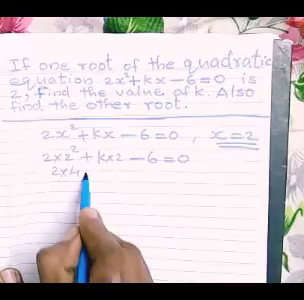 If one root of the quadratic
equation 2x²+kx-6=0 is
2, find the value of k. Also
find the other root.
2x²+kx-6=0, x=2
2×2²+k×2-6=0
2×4